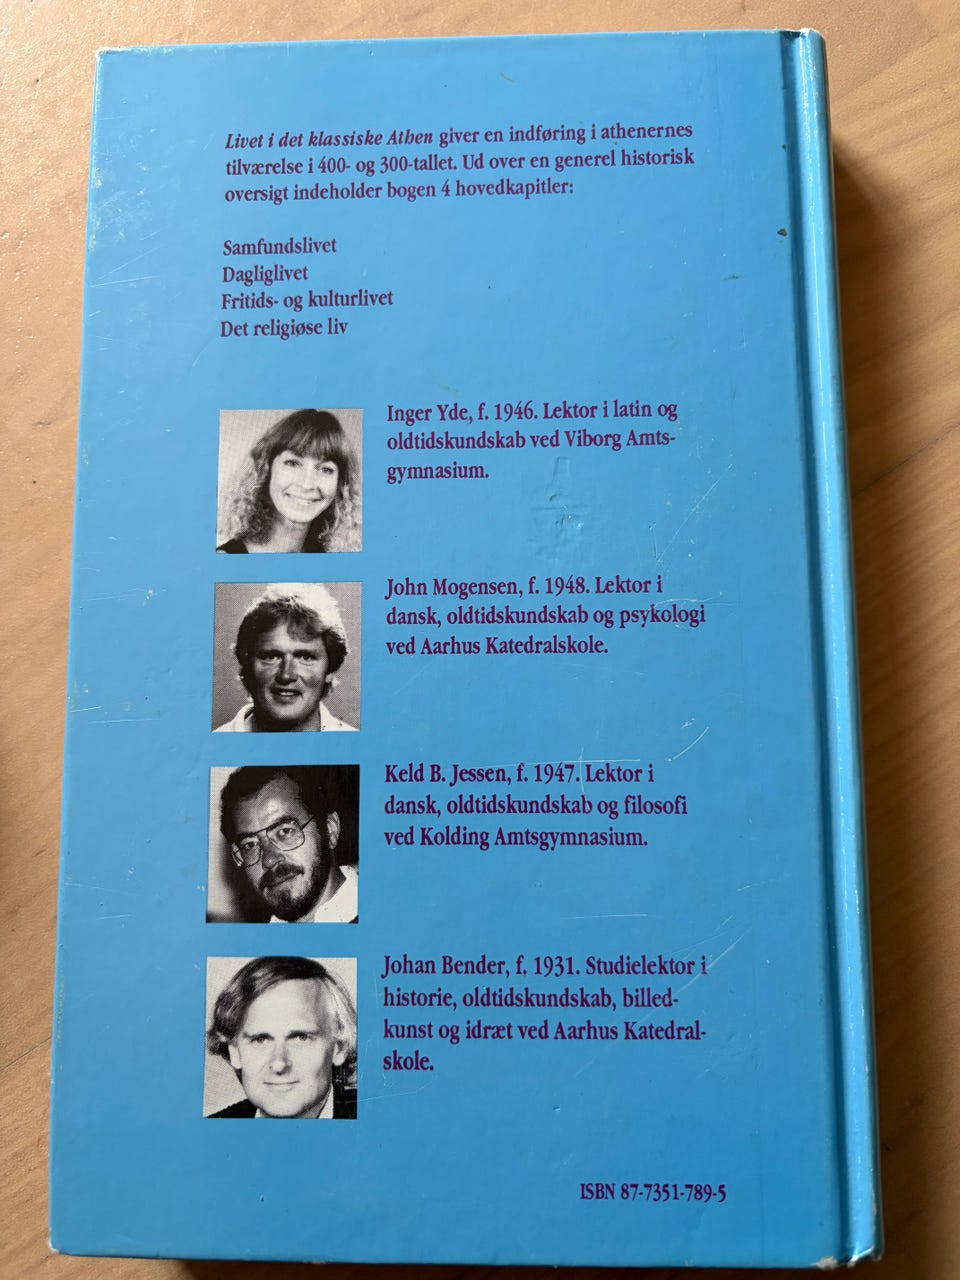 Livet i det klassiske Athen giver en indføring i athenernes
tilværelse i 400- og 300-tallet. Ud over en generel historisk
oversigt indeholder bogen 4 hovedkapitler:
Samfundslivet
Dagliglivet
Fritids- og kulturlivet
Det religiøse liv
Inger Yde, f. 1946. Lektor i latin og
oldtidskundskab ved Viborg Amts-
gymnasium.
John Mogensen, f. 1948. Lektor i
dansk, oldtidskundskab og psykologi
ved Aarhus Katedralskole.
Keld B. Jessen, f. 1947. Lektor i
dansk, oldtidskundskab og filosofi
ved Kolding Amtsgymnasium.
Johan Bender, f. 1931. Studielektor i
historie, oldtidskundskab, billed-
kunst og idræt ved Aarhus Katedral-
skole.
ISBN 87-7351-789-5